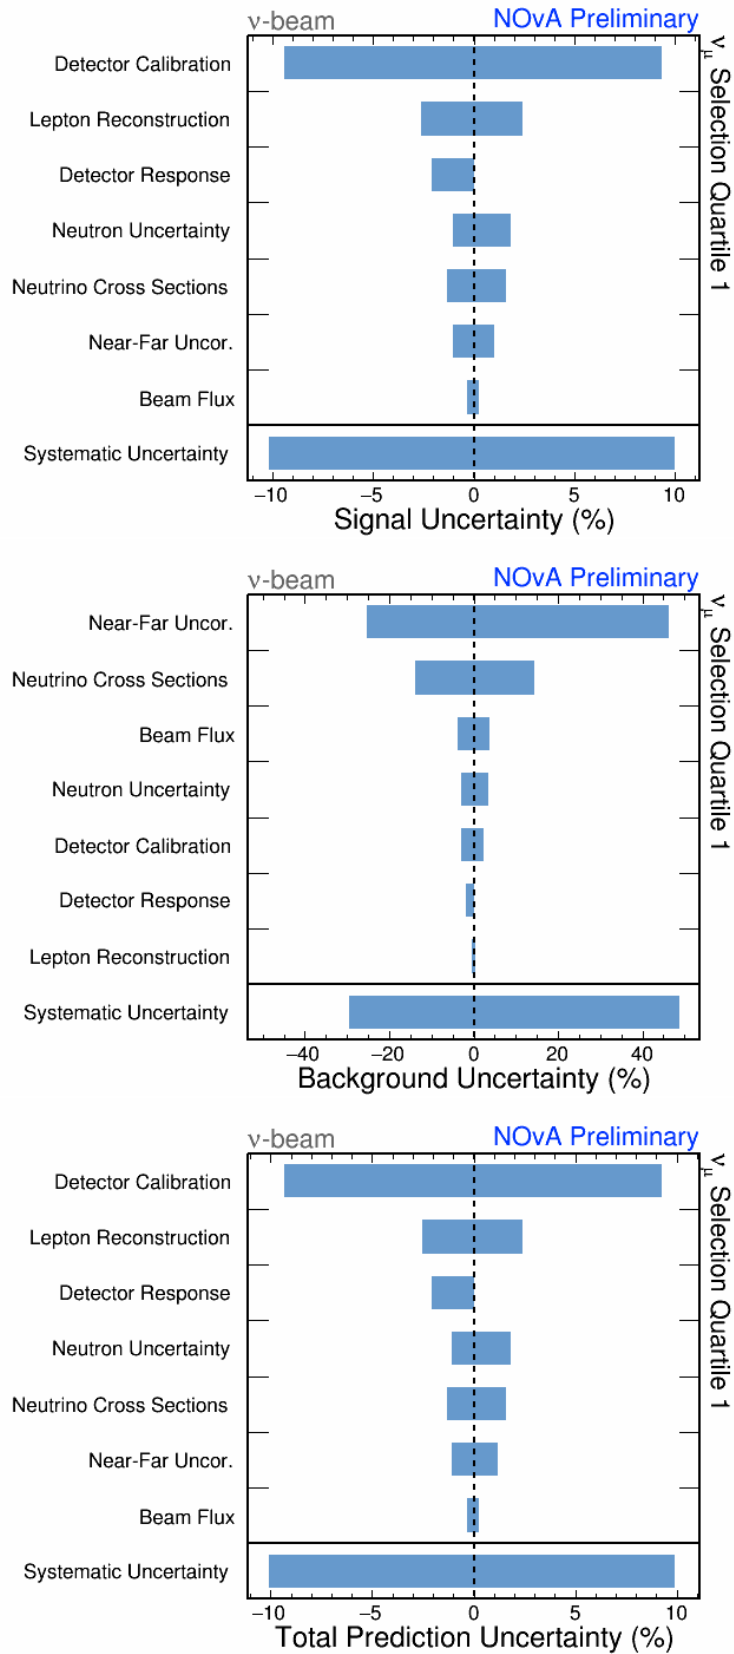 ν-beam NOvA Preliminary
Detector Calibration
Lepton Reconstruction
Detector Response
Neutron Uncertainty
Neutrino Cross Sections
Near-Far Uncor.
Beam Flux
Systematic Uncertainty
−10 −5 0 5 10
Signal Uncertainty (%)
νμ Selection Quartile 1
ν-beam NOvA Preliminary
Near-Far Uncor.
Neutrino Cross Sections
Beam Flux
Neutron Uncertainty
Detector Calibration
Detector Response
Lepton Reconstruction
Systematic Uncertainty
−40 −20 0 20 40
Background Uncertainty (%)
νμ Selection Quartile 1
ν-beam NOvA Preliminary
Detector Calibration
Lepton Reconstruction
Detector Response
Neutron Uncertainty
Neutrino Cross Sections
Near-Far Uncor.
Beam Flux
Systematic Uncertainty
−10 −5 0 5 10
Total Prediction Uncertainty (%)
νμ Selection Quartile 1